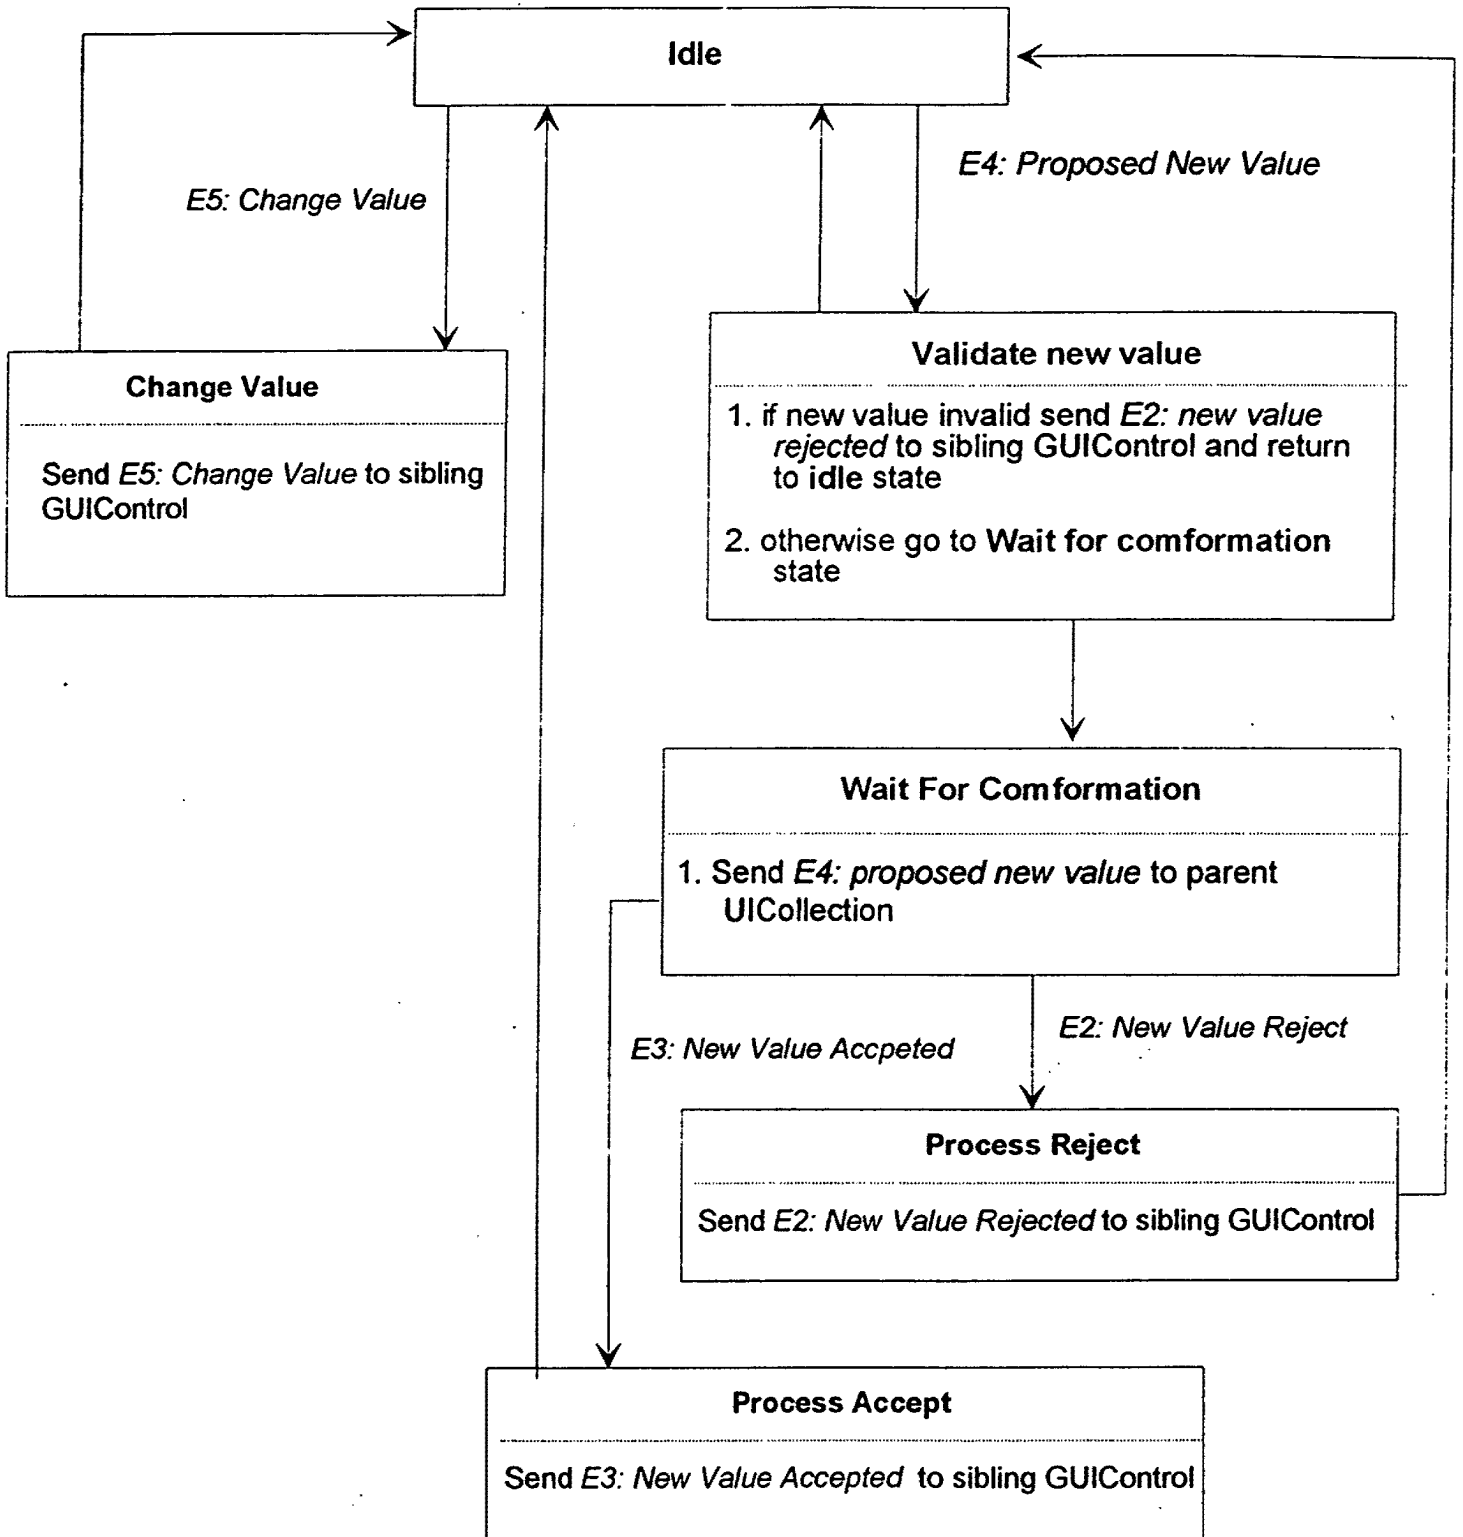 Idle
E4: Proposed New Value
E5: Change Value
Validate new value
Change Value
1. if new value invalid send E2: new value
rejected to sibling GUIControl and return
to idle state
Send E5: Change Value to sibling
GUIControl
2. otherwise go to Wait for comformation
state
Wait For Comformation
1. Send E4: proposed new value to parent
UICollection
E2: New Value Reject
E3: New Value Accpeted
Process Reject
Send E2: New Value Rejected to sibling GUIControl
Process Accept
Send E3: New Value Accepted to sibling GUIControl